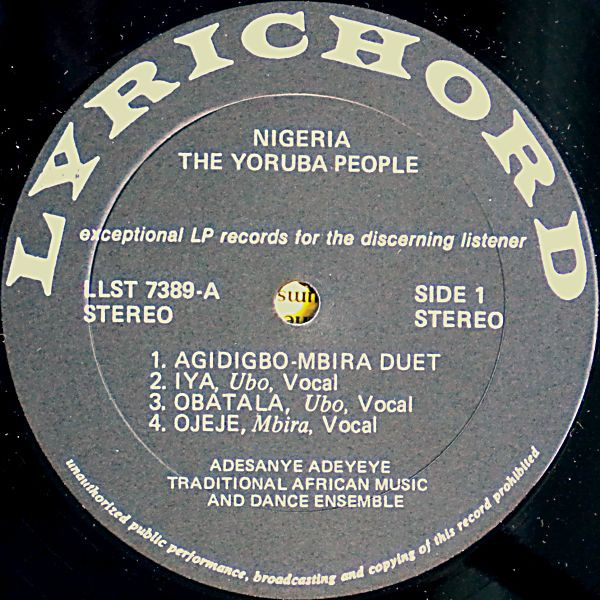 LYRICHORD
NIGERIA
THE YORUBA PEOPLE
exceptional LP records for the discerning listener
LLST 7389-A
STEREO
SIDE 1
STEREO
1. AGIDIGBO-MBIRA DUET
2. IYA, Ubo, Vocal
3. OBATALA, Ubo, Vocal
4. OJEJE, Mbira, Vocal
ADESANYE ADEYEYE
TRADITIONAL AFRICAN MUSIC
AND DANCE ENSEMBLE
unauthorized public performance, broadcasting and copying of this record prohibited